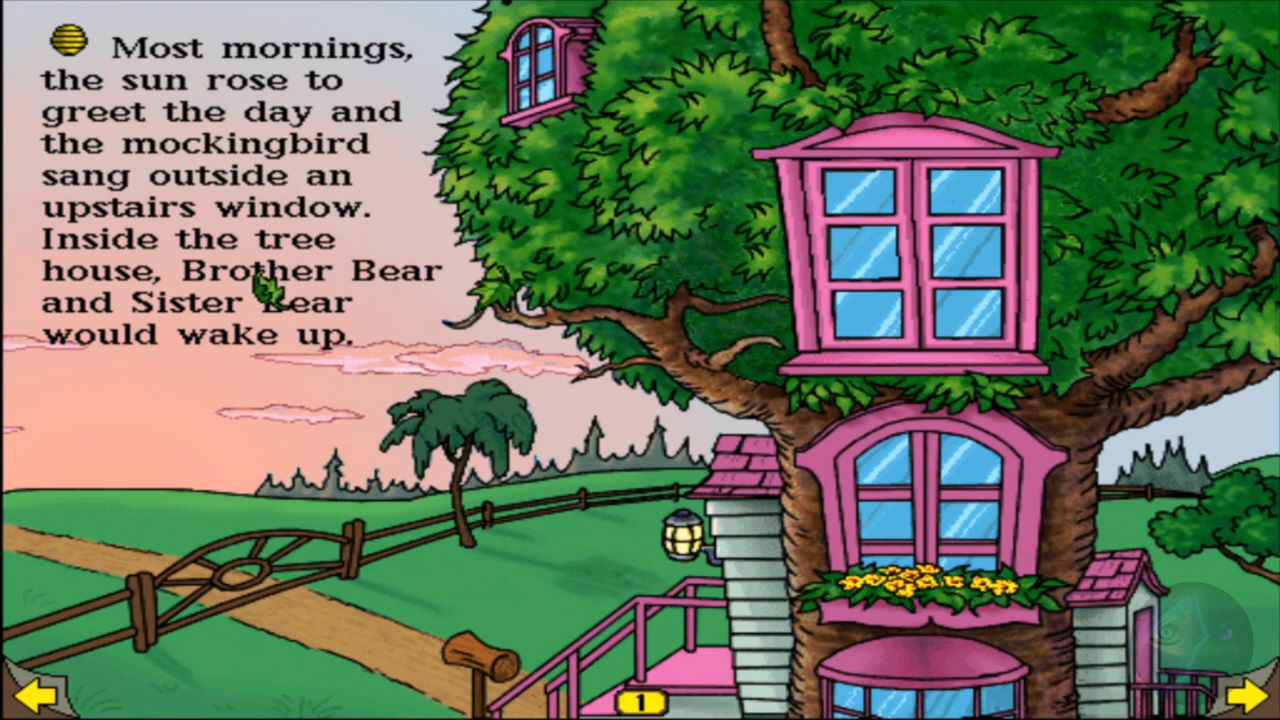 Most mornings,
the sun rose to
greet the day and
the mockingbird
sang outside an
upstairs window.
Inside the tree
house, Brother Bear
and Sister Bear
would wake up.
1